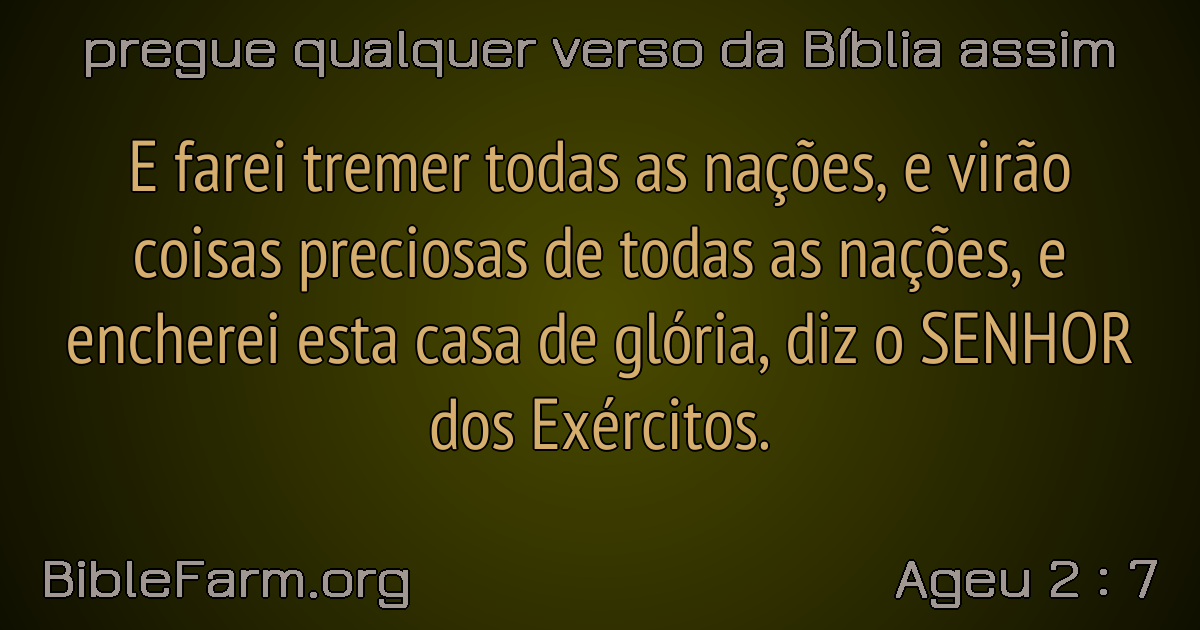 pregue qualquer verso da Bíblia assim
E farei tremer todas as nações, e virão
coisas preciosas de todas as nações, e
encherei esta casa de glória, diz o SENHOR
dos Exércitos.
BibleFarm.org
Ageu 2 : 7